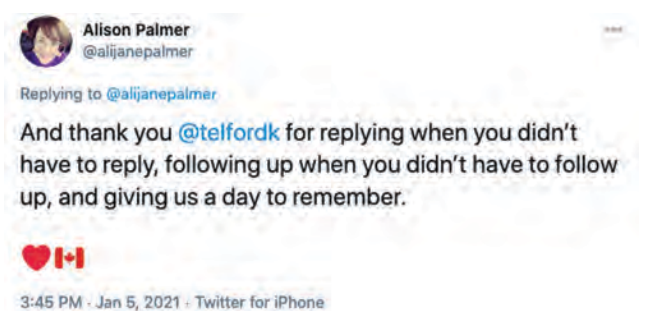 Alison Palmer
@alijanepalmer
Replying to @alijanepalmer
And thank you @telfordk for replying when you didn't
have to reply, following up when you didn't have to follow
up, and giving us a day to remember.
❤️🇨🇦
3:45 PM · Jan 5, 2021 · Twitter for iPhone